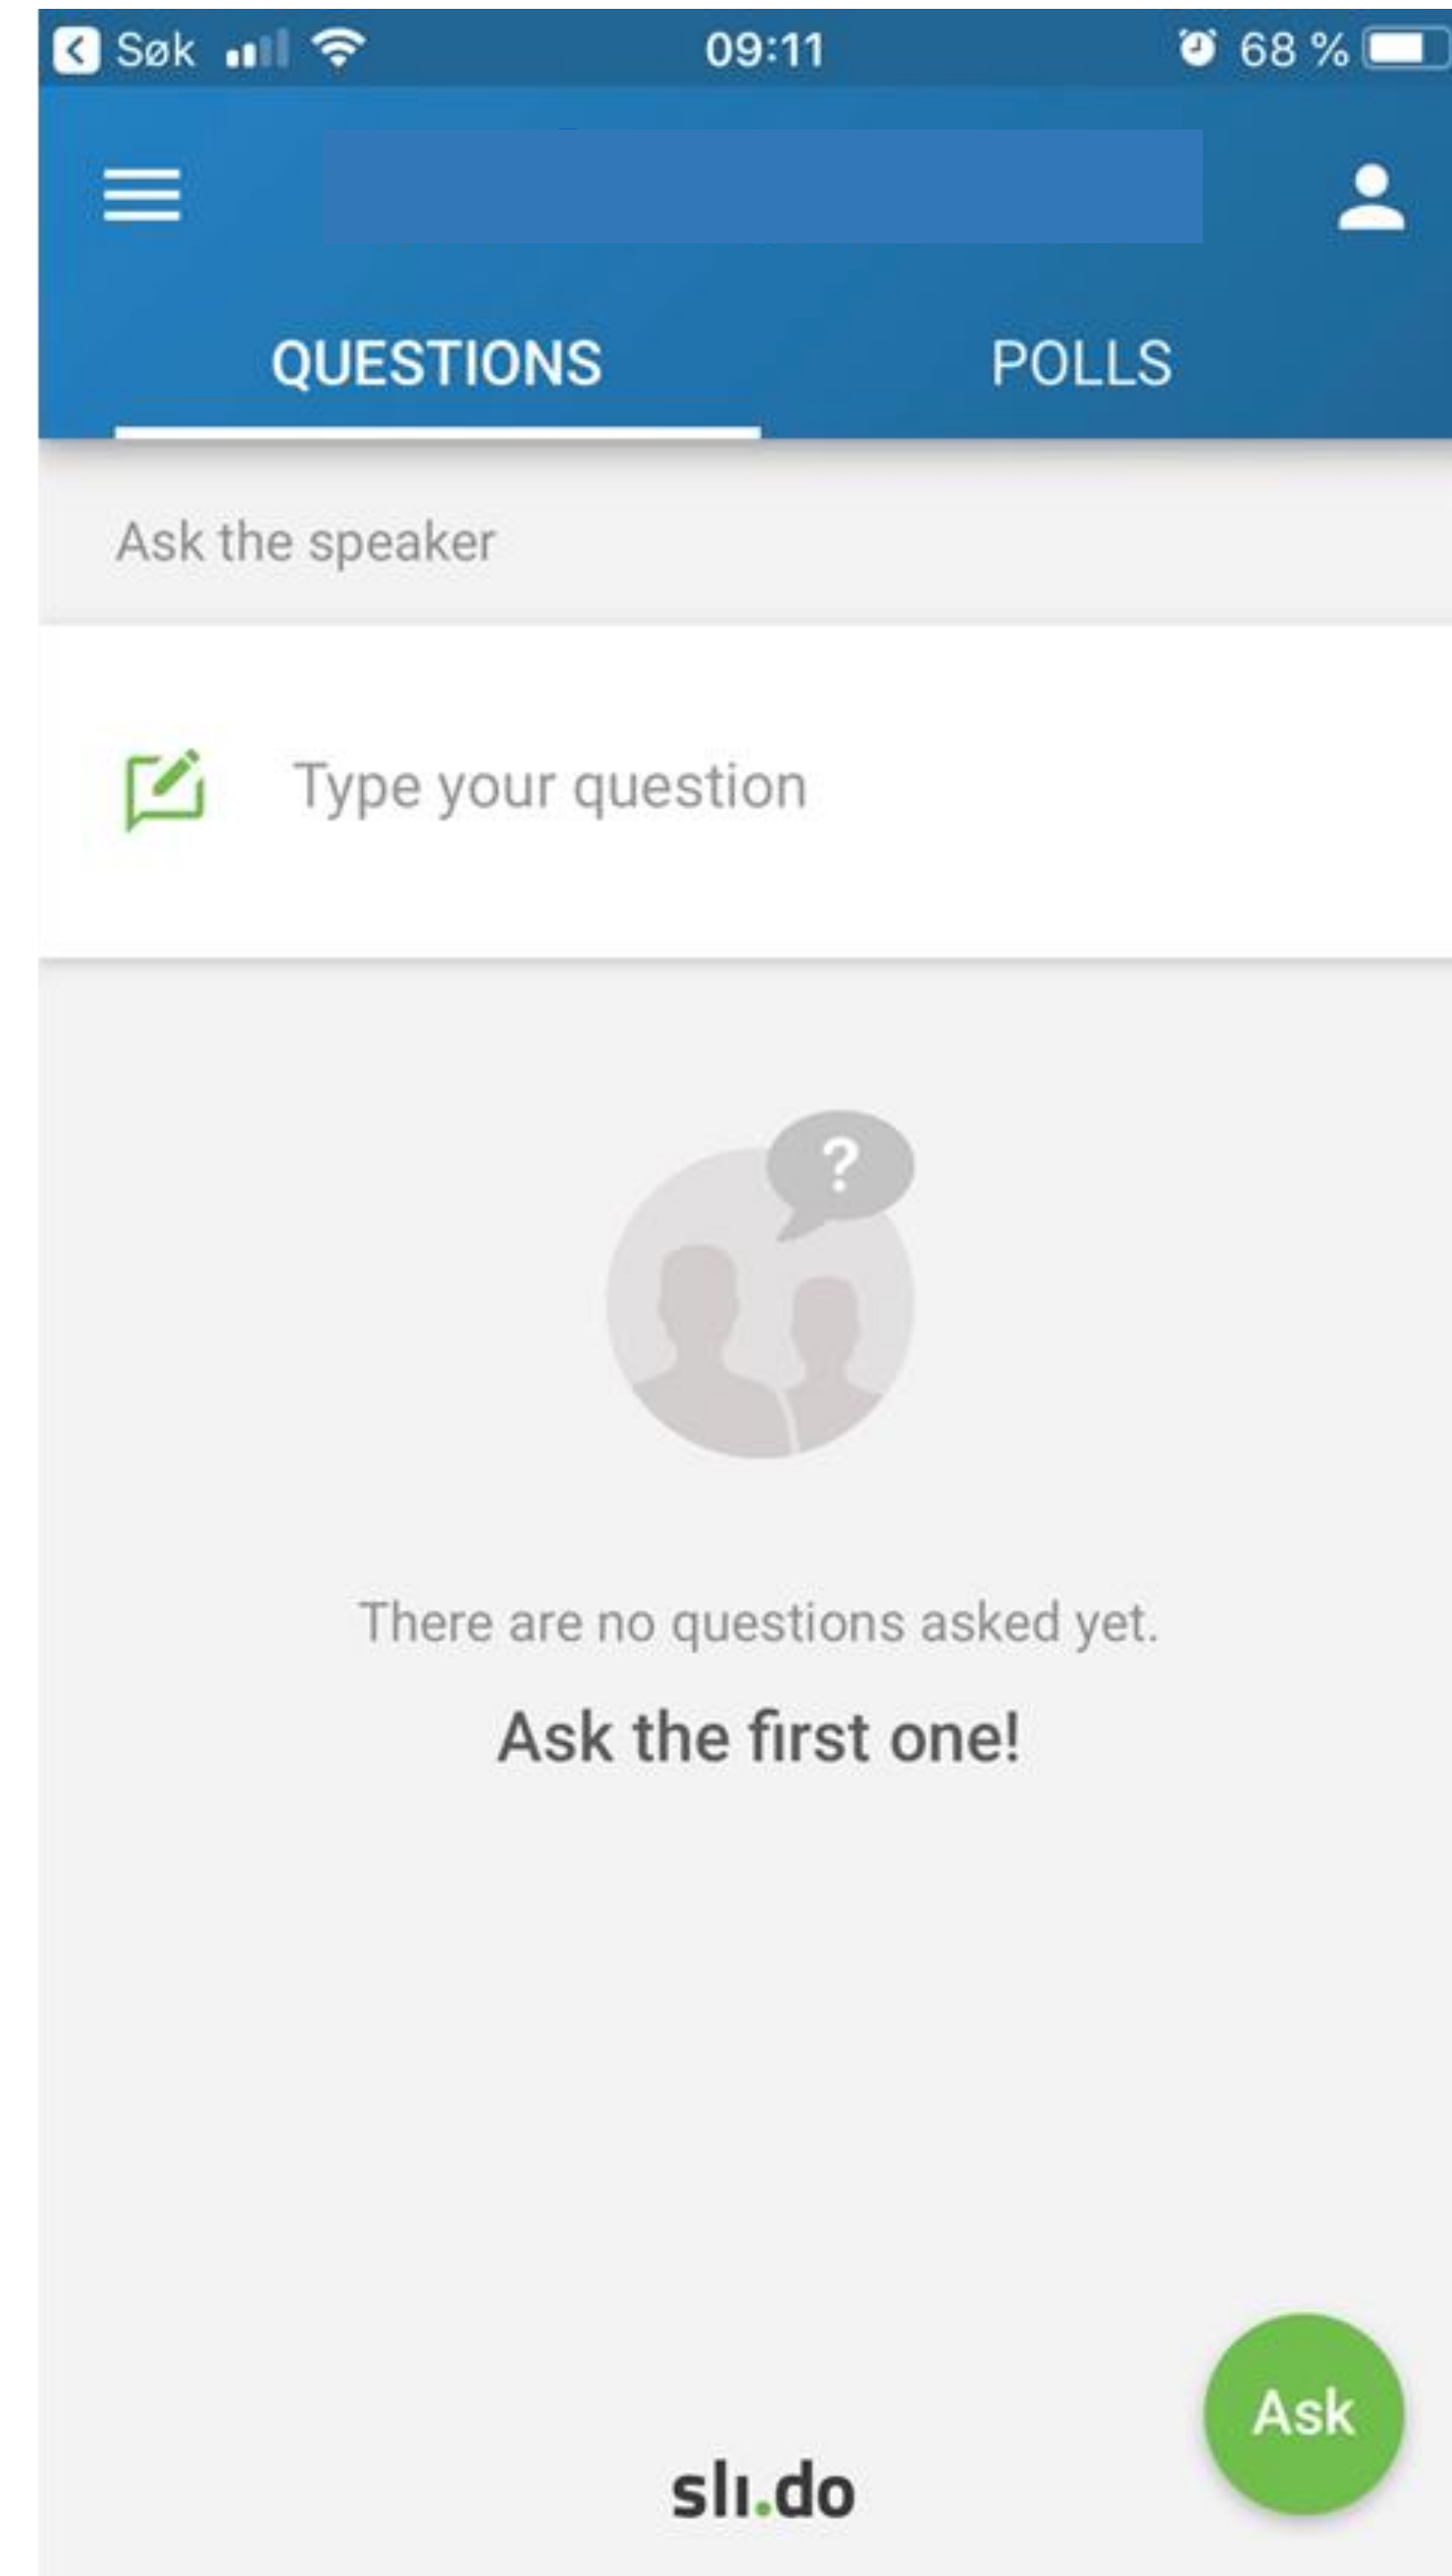 Søk 09:11 68 %
QUESTIONS POLLS
Ask the speaker
Type your question
?
There are no questions asked yet.
Ask the first one!
Ask
slı.do